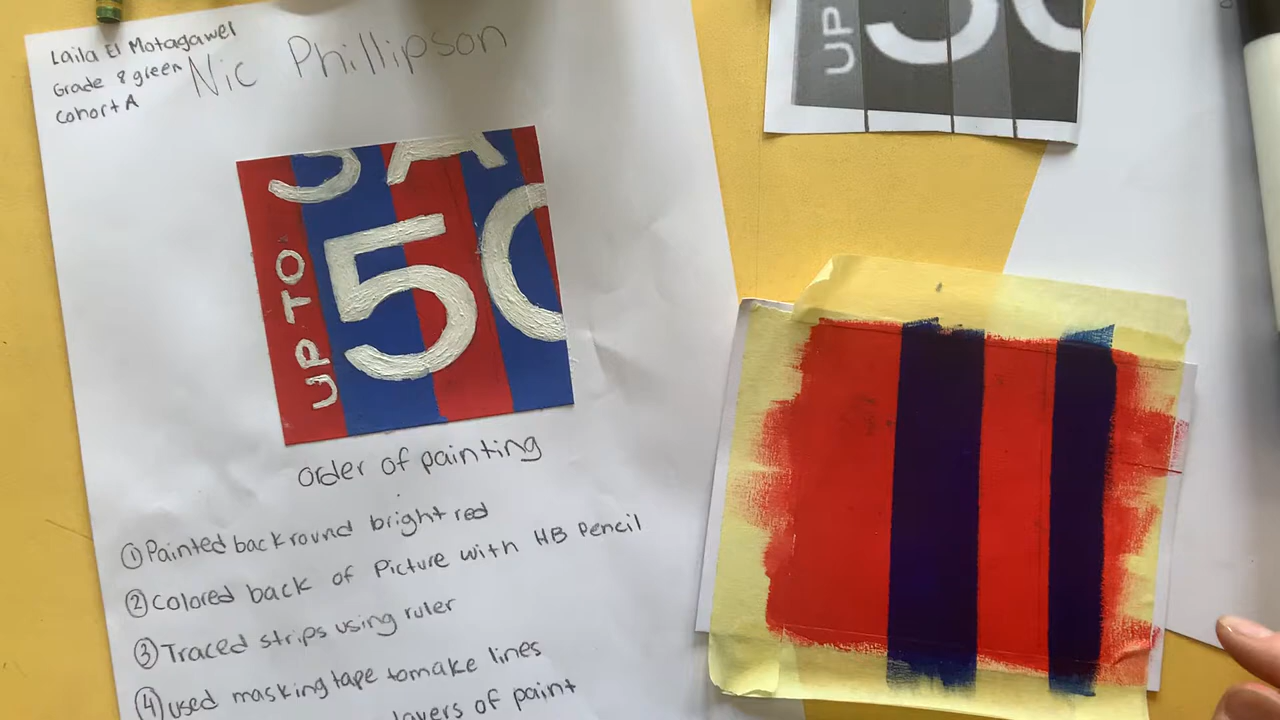 Laila El Motagawel
Grade 8 green
Cohort A
Nic Phillipson
SA
UP TO
50
order of painting
① Painted backround bright red
② Colored back of Picture with HB Pencil
③ Traced strips using ruler
④ used masking tape to make lines
layers of paint
UP
50